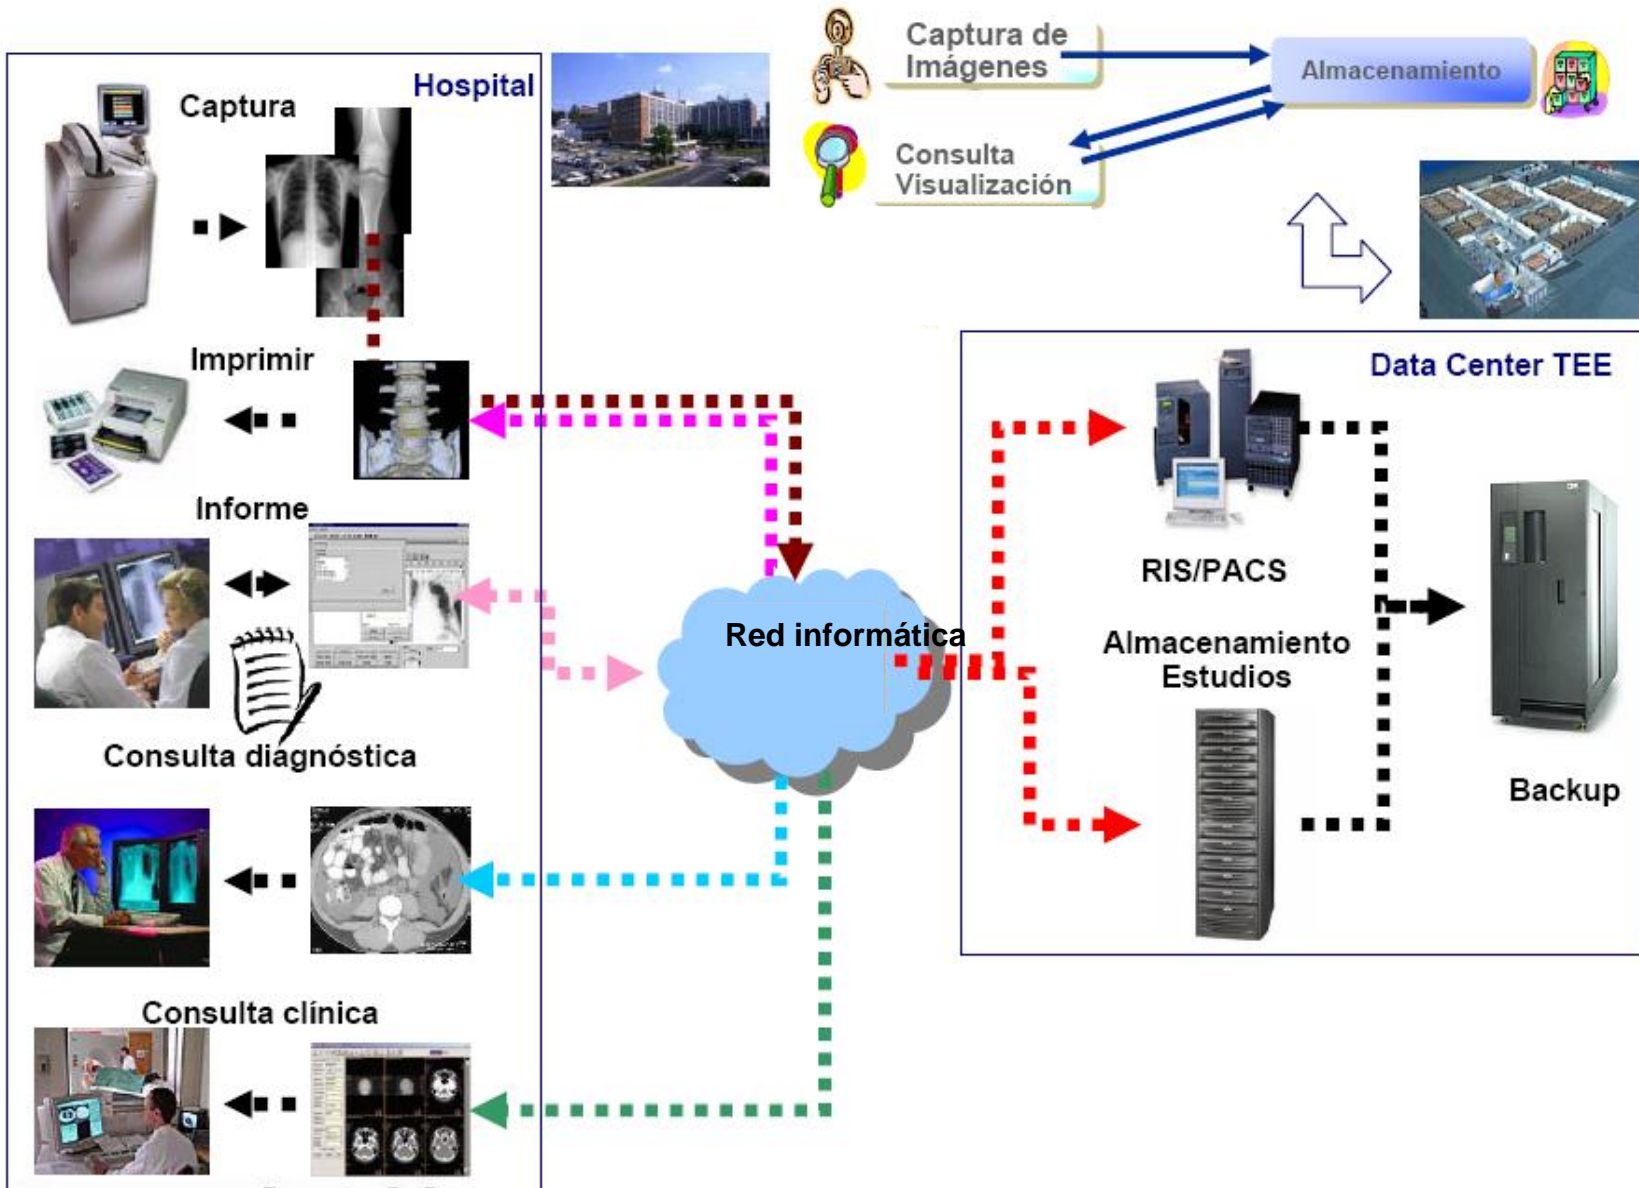 Captura de
Imágenes
Almacenamiento
Consulta
Visualización
Hospital
Captura
Imprimir
Informe
Consulta diagnóstica
Consulta clínica
Red informática
Data Center TEE
RIS/PACS
Almacenamiento
Estudios
Backup